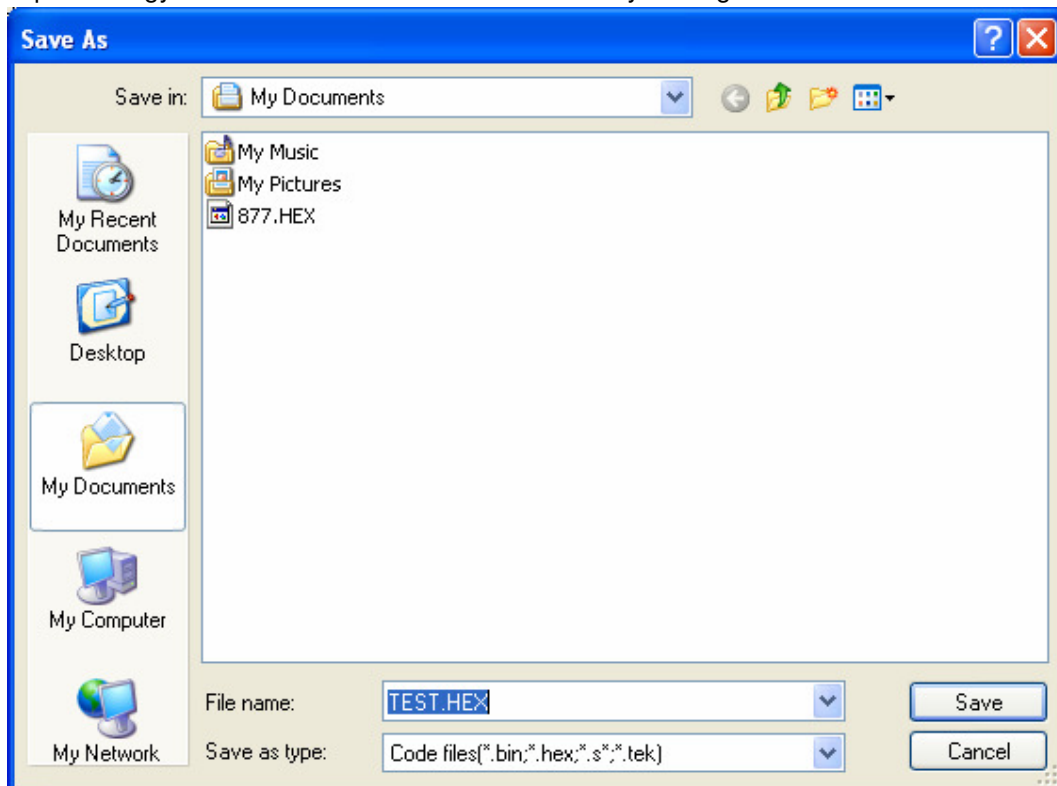 Save As
Save in: My Documents
My Music
My Pictures
877.HEX
My Recent
Documents
Desktop
My Documents
My Computer
My Network
File name: TEST.HEX Save
Save as type: Code files(*.bin;*.hex;*.s*;*.tek) Cancel